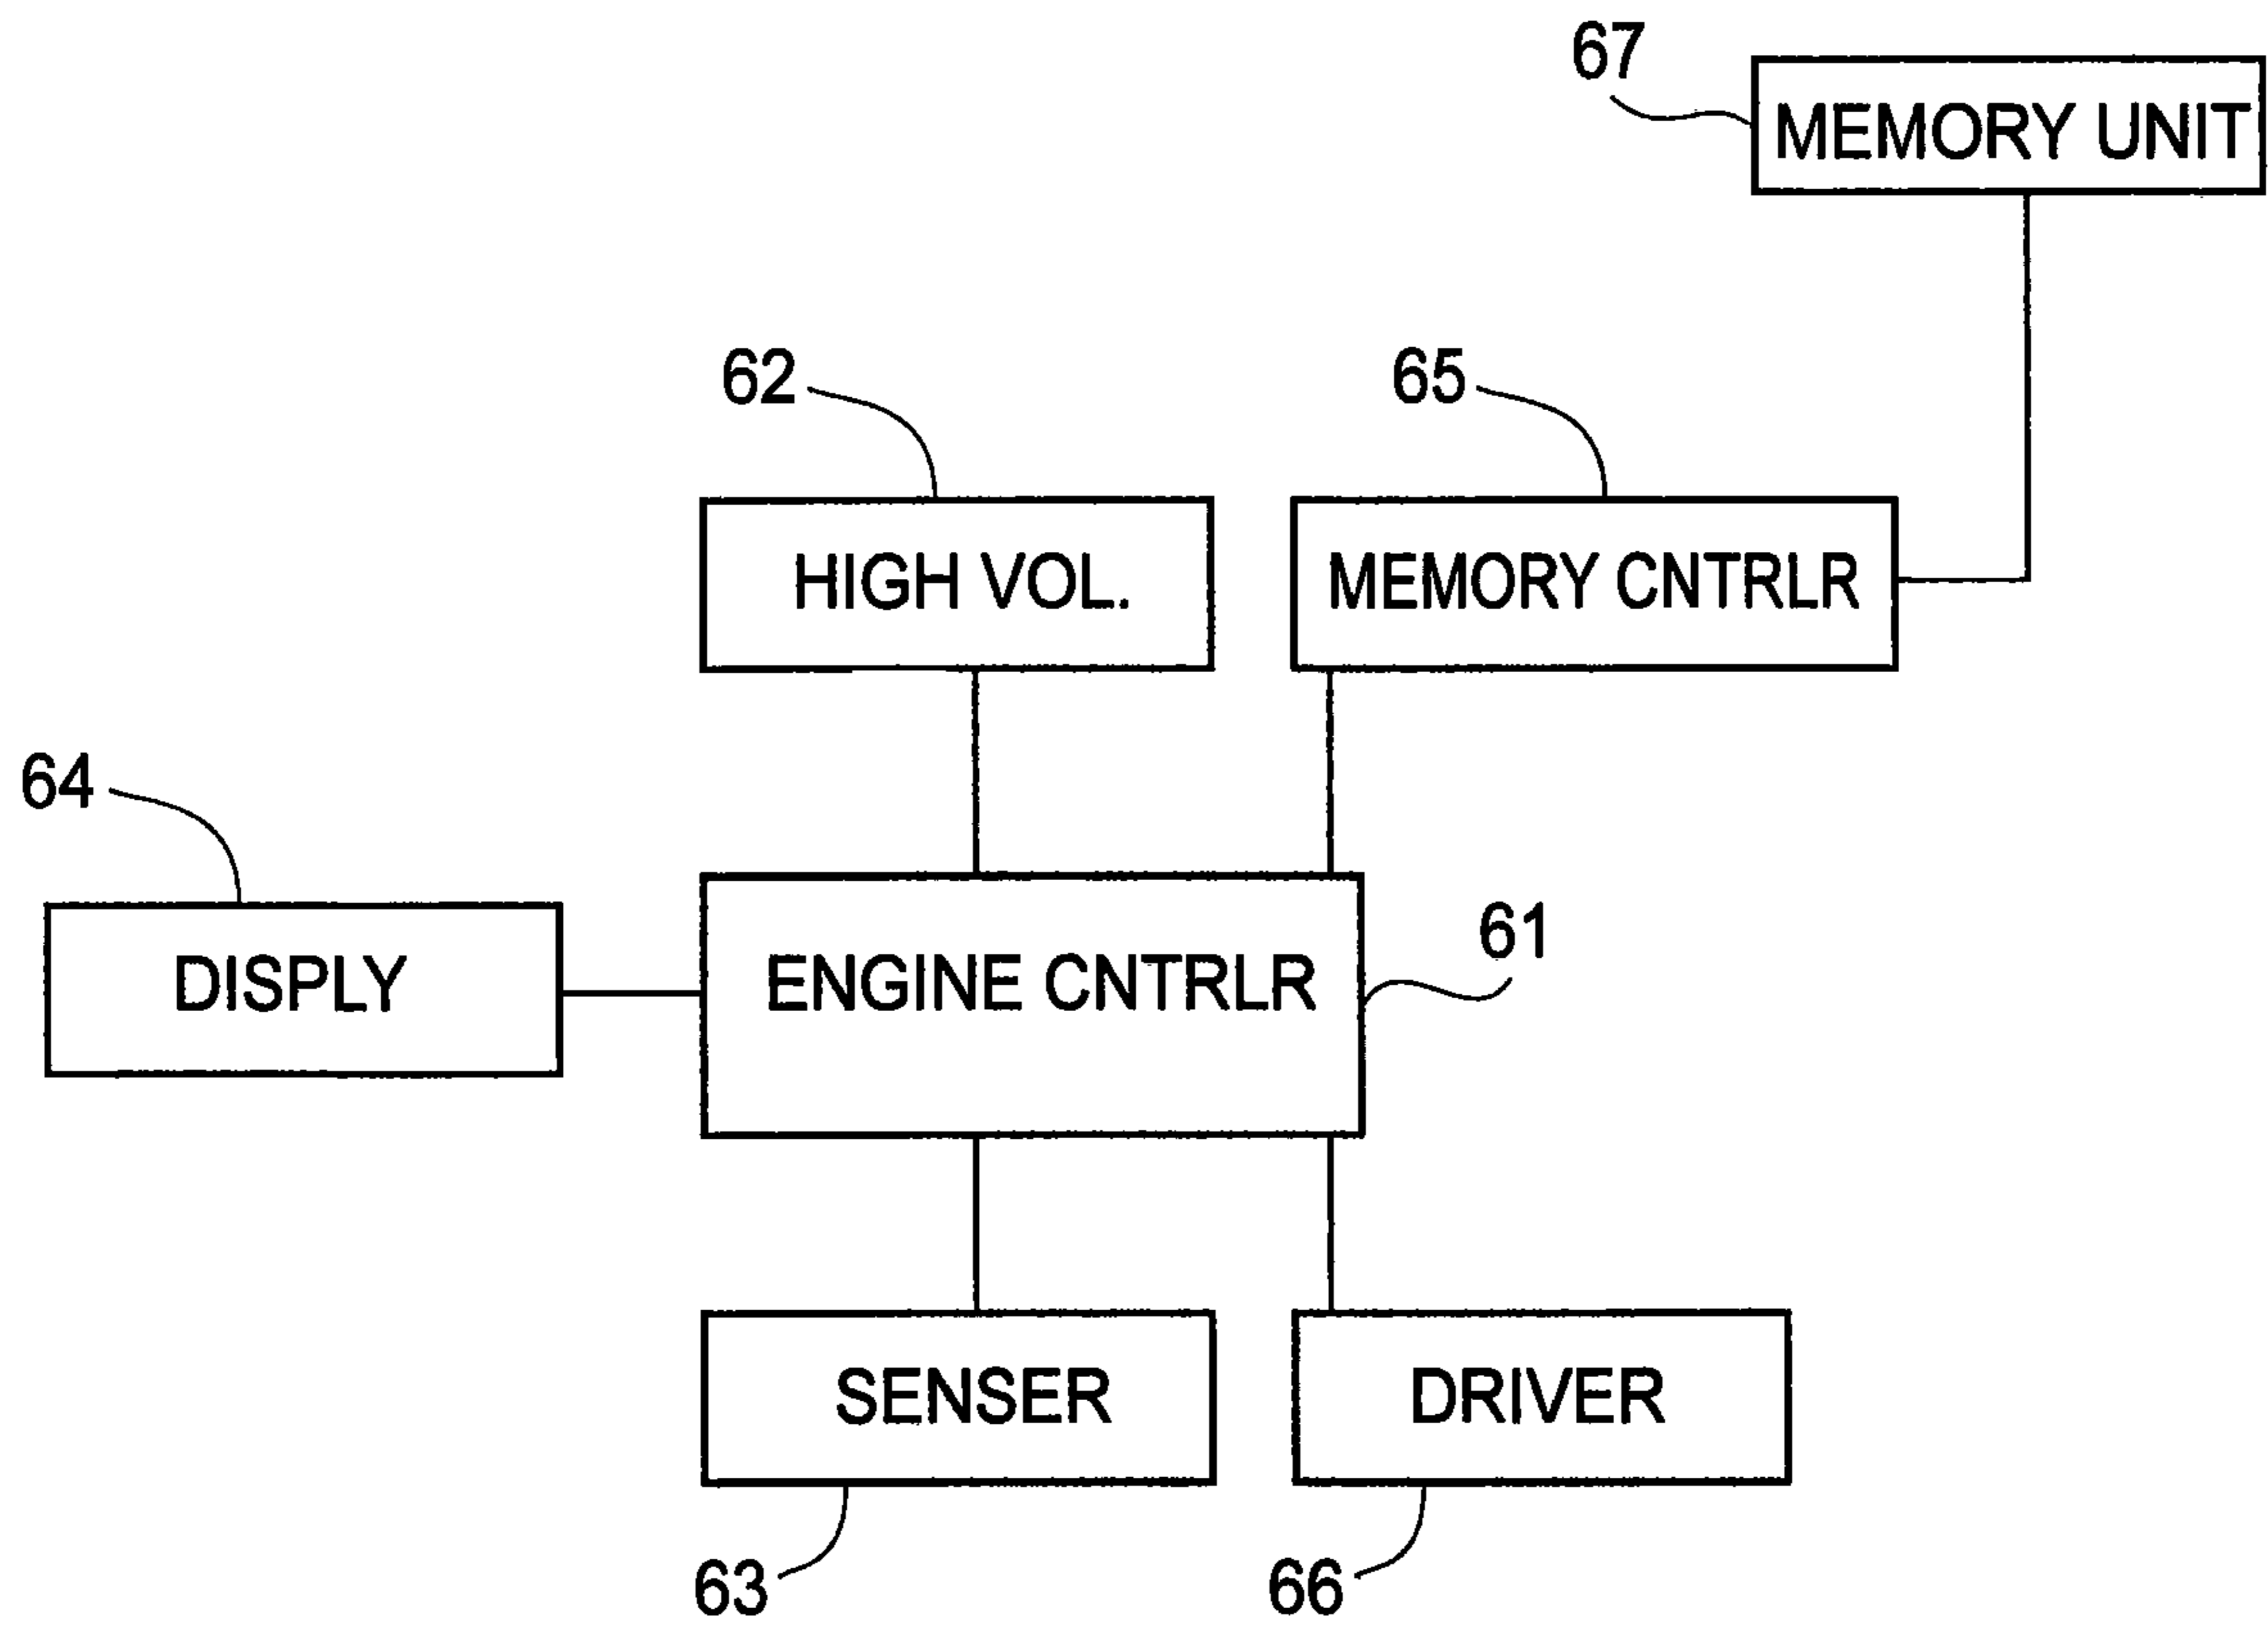 67
MEMORY UNIT
62
65
HIGH VOL.
MEMORY CNTRLR
64
61
DISPLY
ENGINE CNTRLR
SENSER
DRIVER
63
66